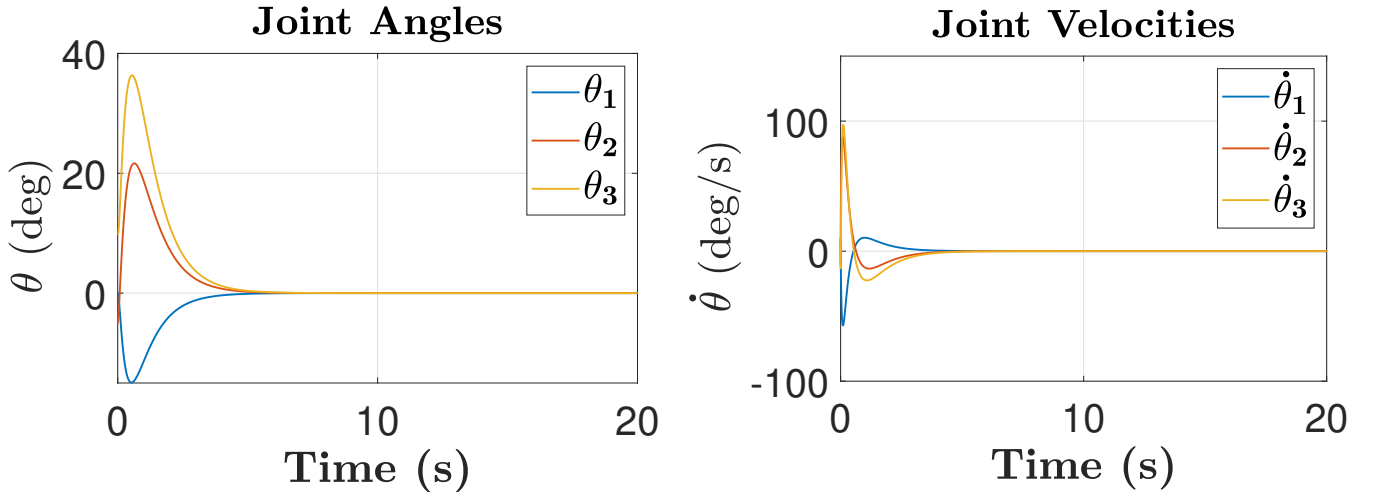 Joint Angles
40
20
0
θ (deg)
θ₁
θ₂
θ₃
0 10 20
Time (s)
Joint Velocities
100
0
-100
θ̇ (deg/s)
θ̇₁
θ̇₂
θ̇₃
0 10 20
Time (s)